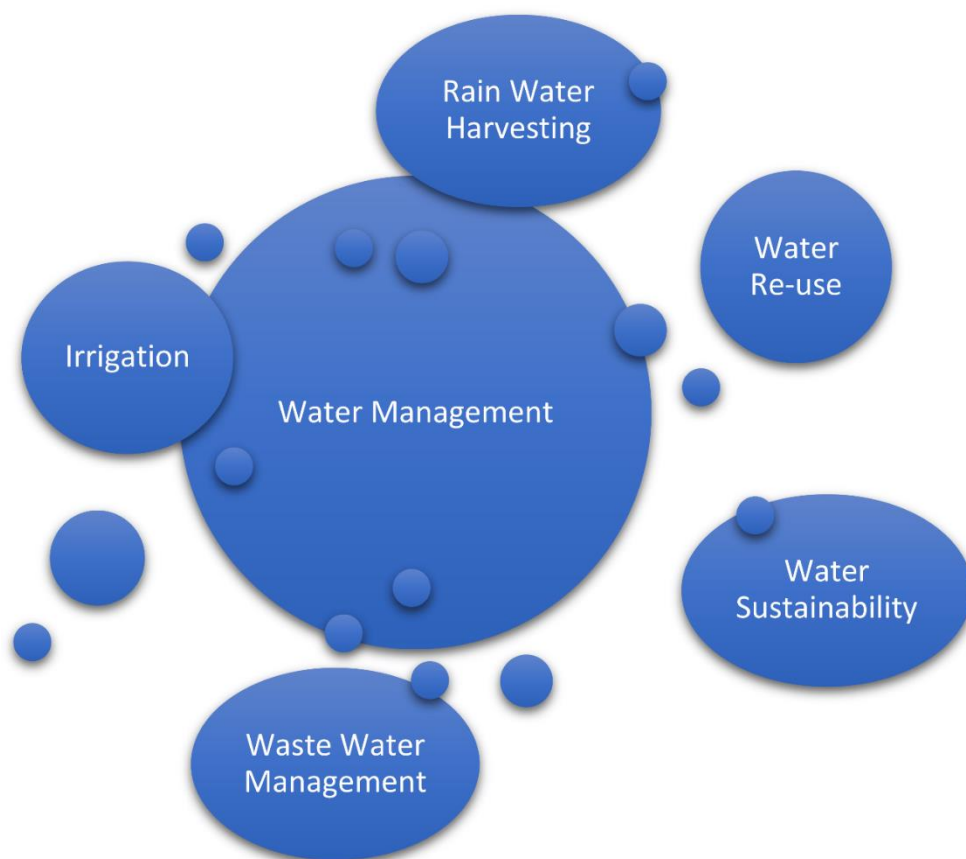 Rain Water
Harvesting
Water
Re-use
Irrigation
Water Management
Water
Sustainability
Waste Water
Management